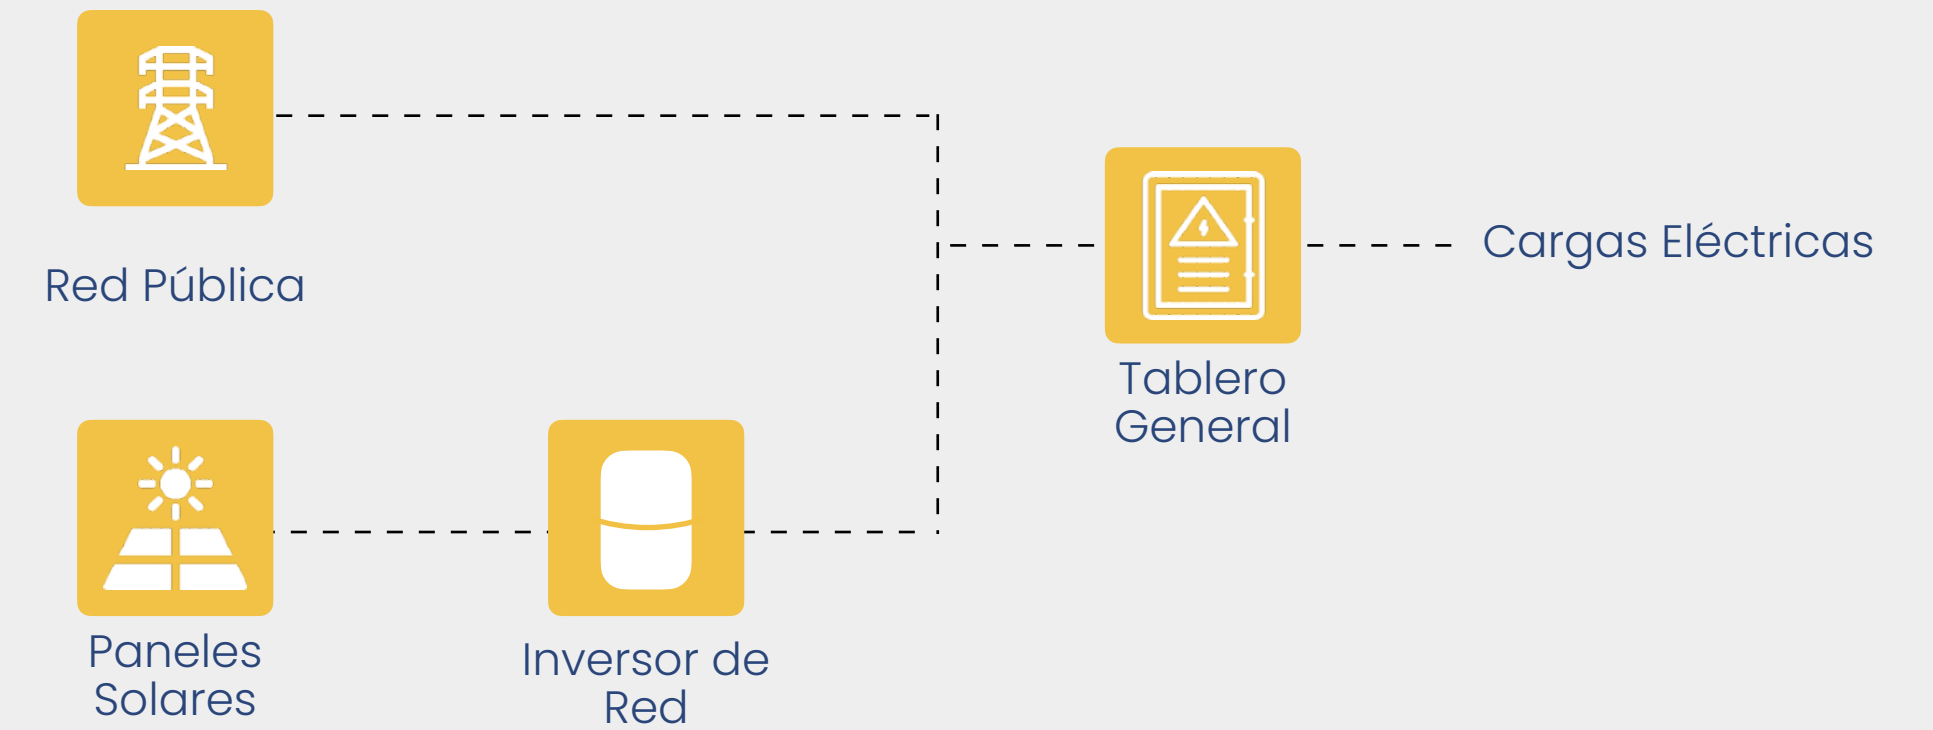 Red Pública
Cargas Eléctricas
Tablero
General
Paneles
Solares
Inversor de
Red